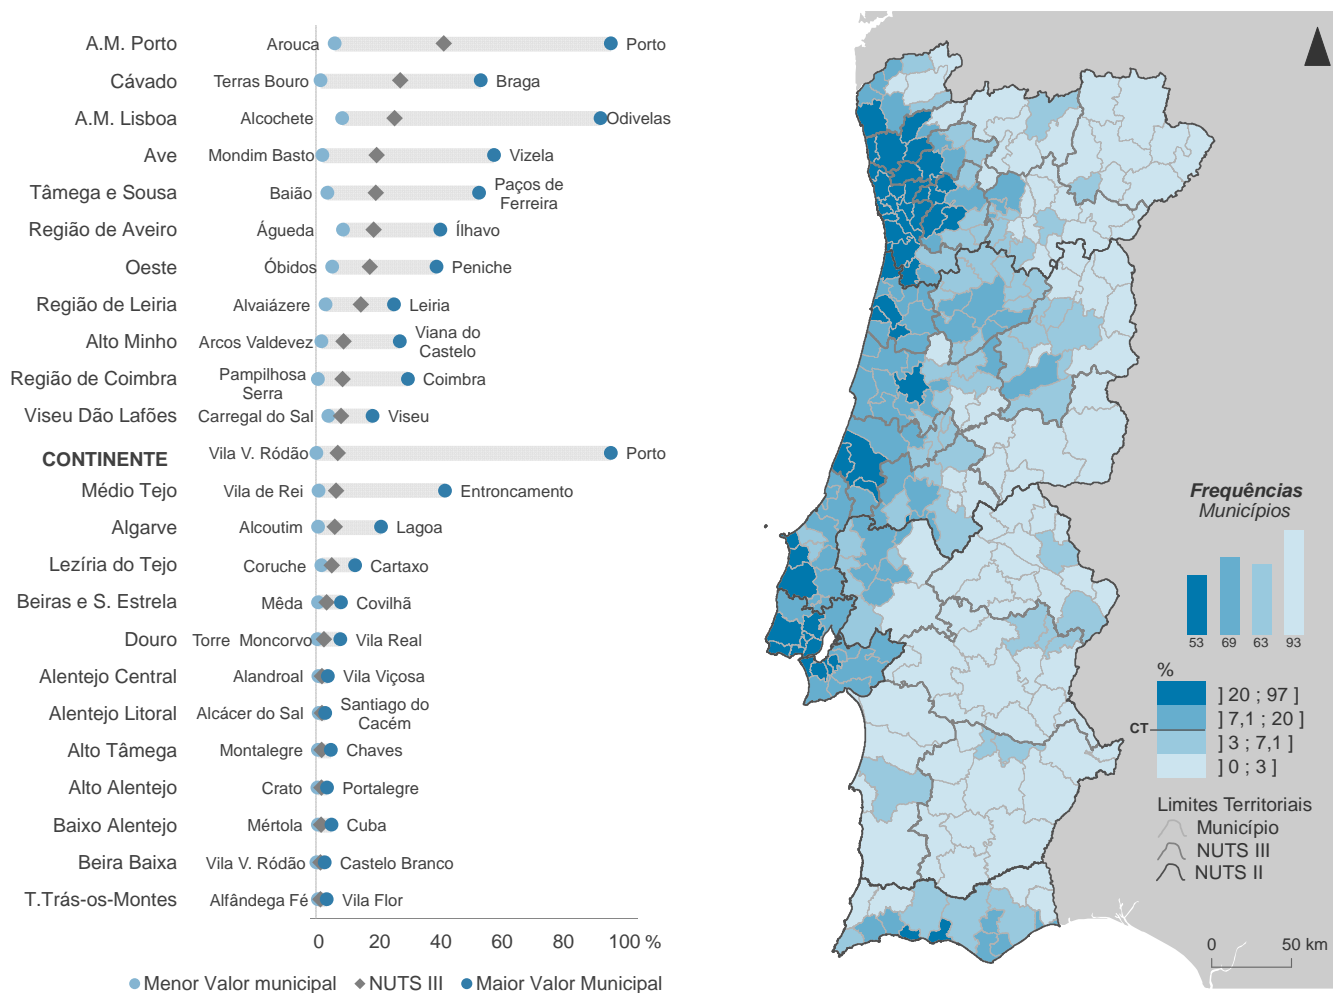 A.M. Porto Arouca Porto
Cávado Terras Bouro Braga
A.M. Lisboa Alcochete Odivelas
Ave Mondim Basto Vizela
Tâmega e Sousa Baião Paços de
Ferreira
Região de Aveiro Águeda Ílhavo
Oeste Óbidos Peniche
Região de Leiria Alvaiázere Leiria
Alto Minho Arcos Valdevez Viana do
Castelo
Região de Coimbra Pampilhosa
Serra Coimbra
Viseu Dão Lafões Carregal do Sal Viseu
CONTINENTE Vila V. Ródão Porto
Médio Tejo Vila de Rei Entroncamento
Algarve Alcoutim Lagoa
Lezíria do Tejo Coruche Cartaxo
Beiras e S. Estrela Mêda Covilhã
Douro Torre Moncorvo Vila Real
Alentejo Central Alandroal Vila Viçosa
Alentejo Litoral Alcácer do Sal Santiago do
Cacém
Alto Tâmega Montalegre Chaves
Alto Alentejo Crato Portalegre
Baixo Alentejo Mértola Cuba
Beira Baixa Vila V. Ródão Castelo Branco
T.Trás-os-Montes Alfândega Fé Vila Flor
0 20 40 60 80 100 %
Menor Valor municipal NUTS III Maior Valor Municipal
Frequências
Municípios
53 69 63 93
%
] 20 ; 97 ]
] 7,1 ; 20 ]
CT
] 3 ; 7,1 ]
] 0 ; 3 ]
Limites Territoriais
Município
NUTS III
NUTS II
0 50 km